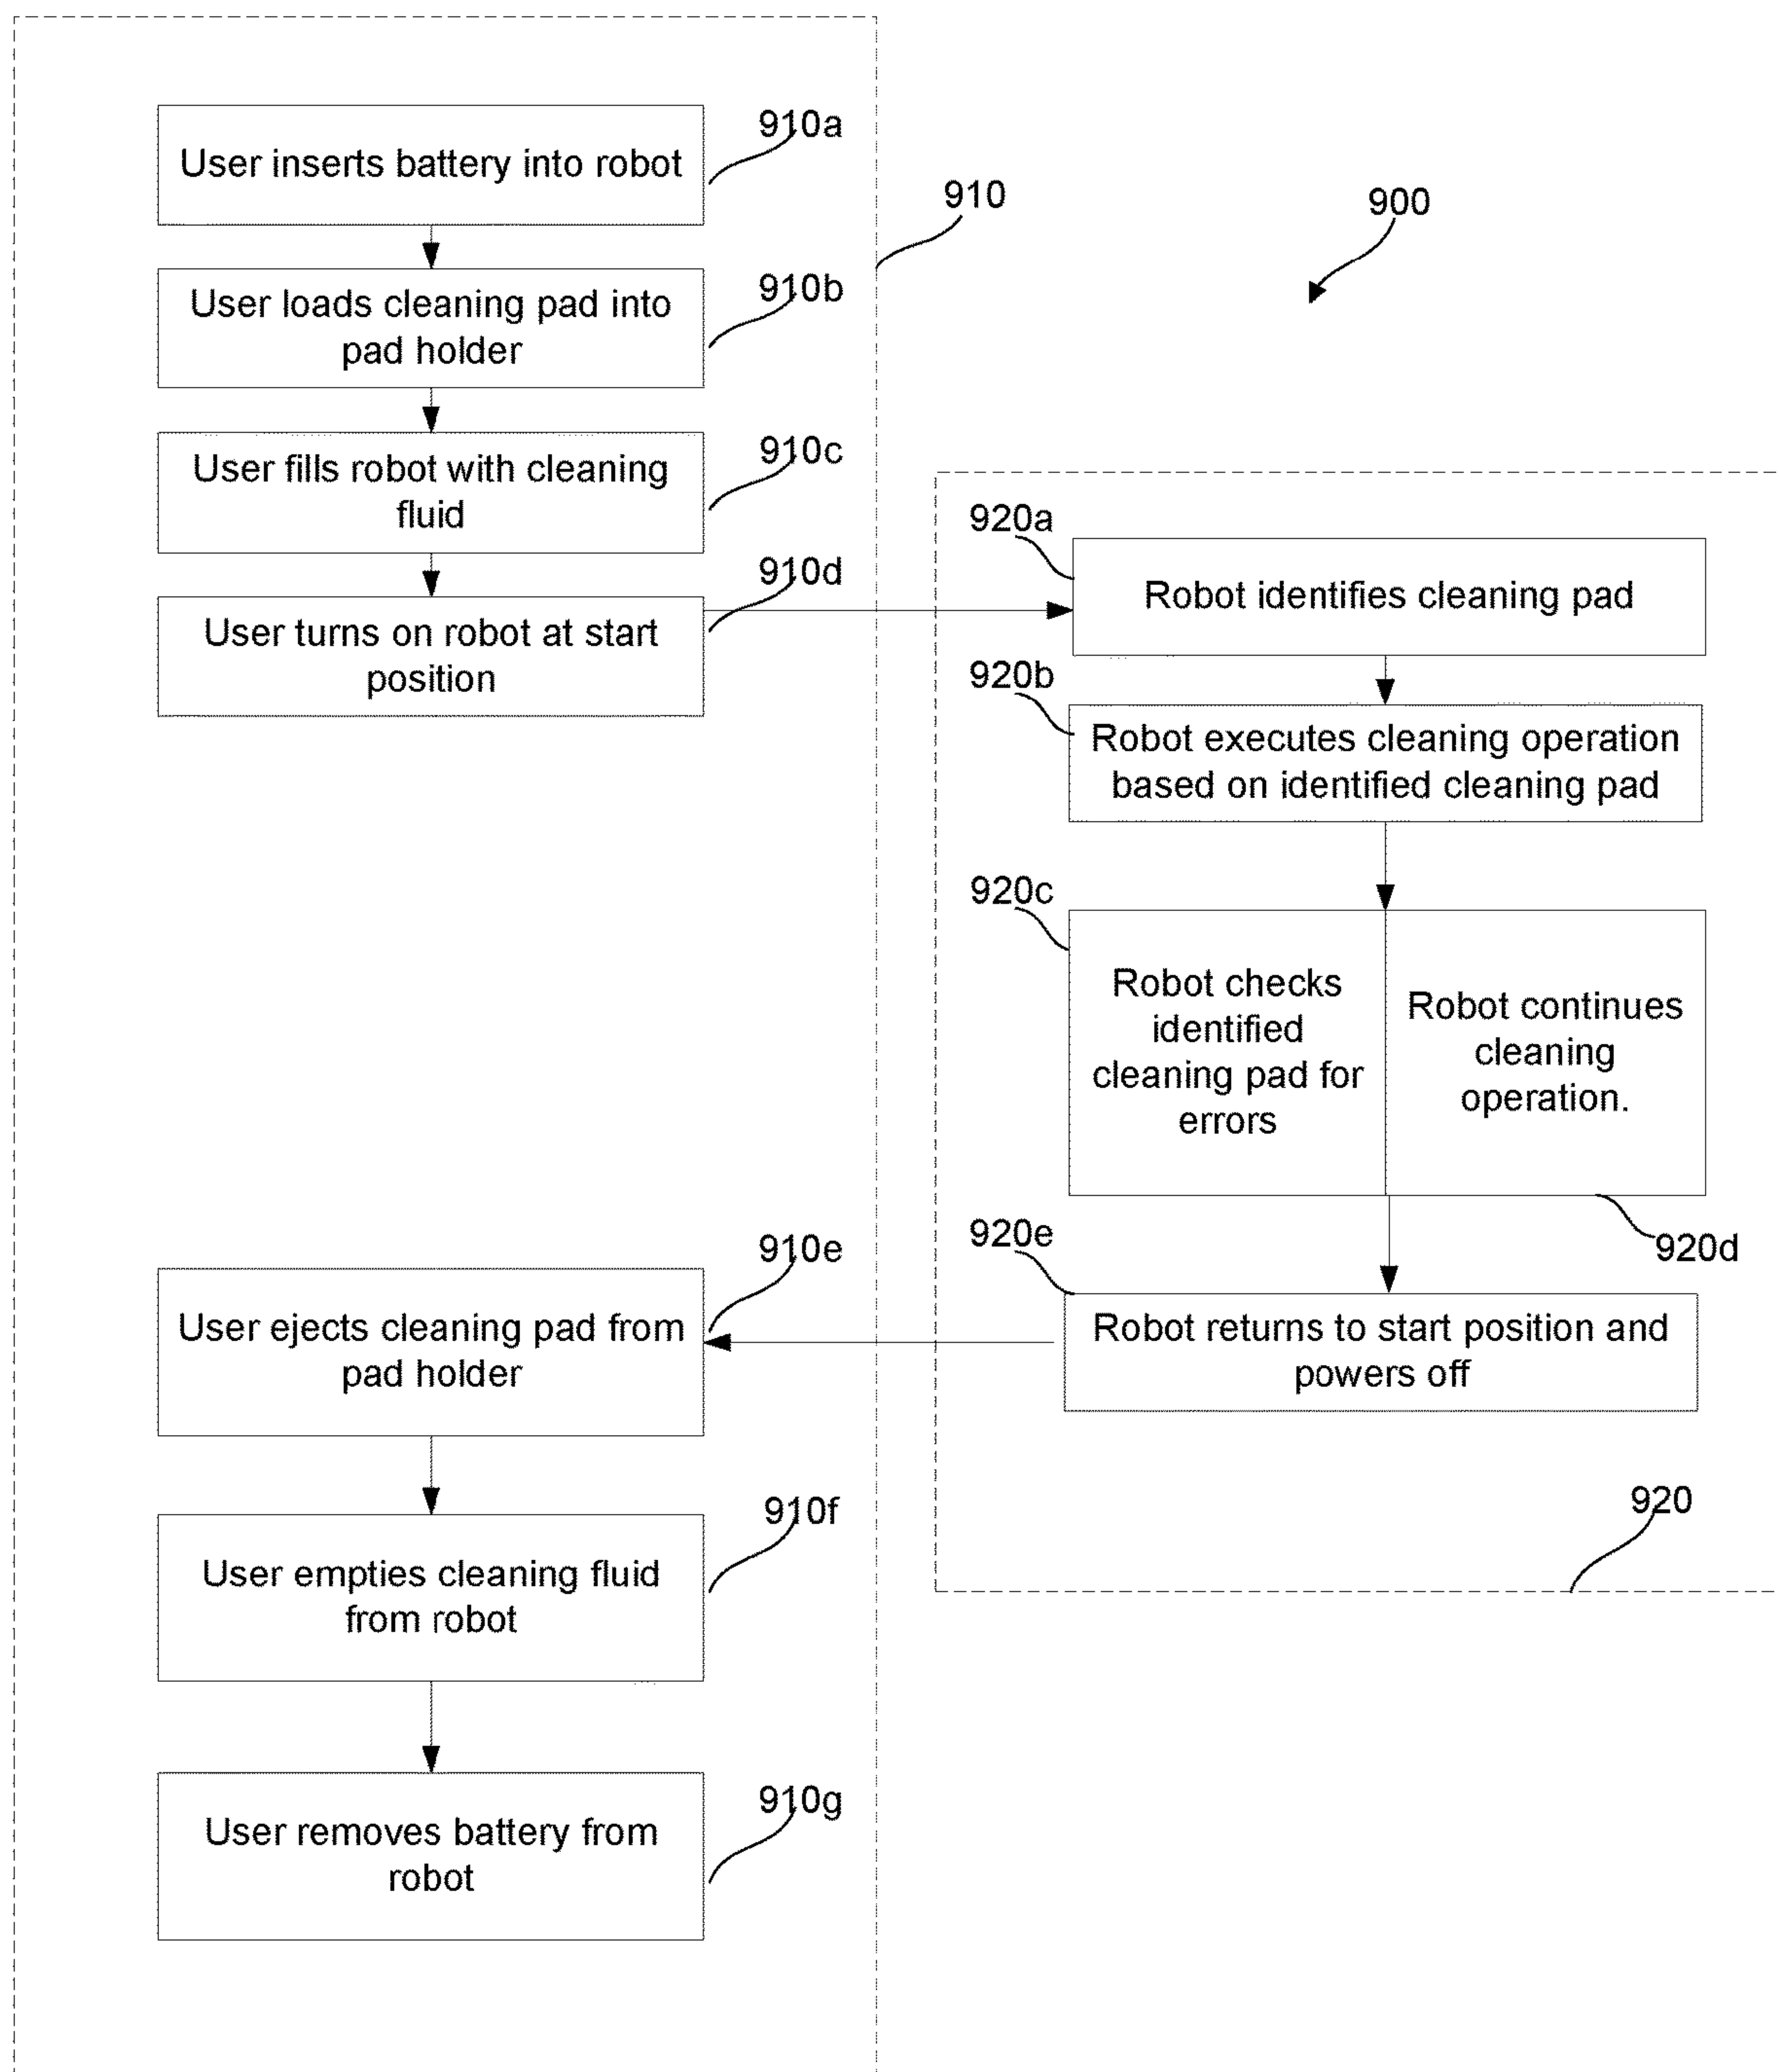 910a
User inserts battery into robot
910
900
910b
User loads cleaning pad into
pad holder
910c
User fills robot with cleaning
fluid
910d
User turns on robot at start
position
920a
Robot identifies cleaning pad
920b
Robot executes cleaning operation
based on identified cleaning pad
920c
Robot checks
identified
cleaning pad for
errors
Robot continues
cleaning
operation.
920d
920e
Robot returns to start position and
powers off
910e
User ejects cleaning pad from
pad holder
920
910f
User empties cleaning fluid
from robot
910g
User removes battery from
robot